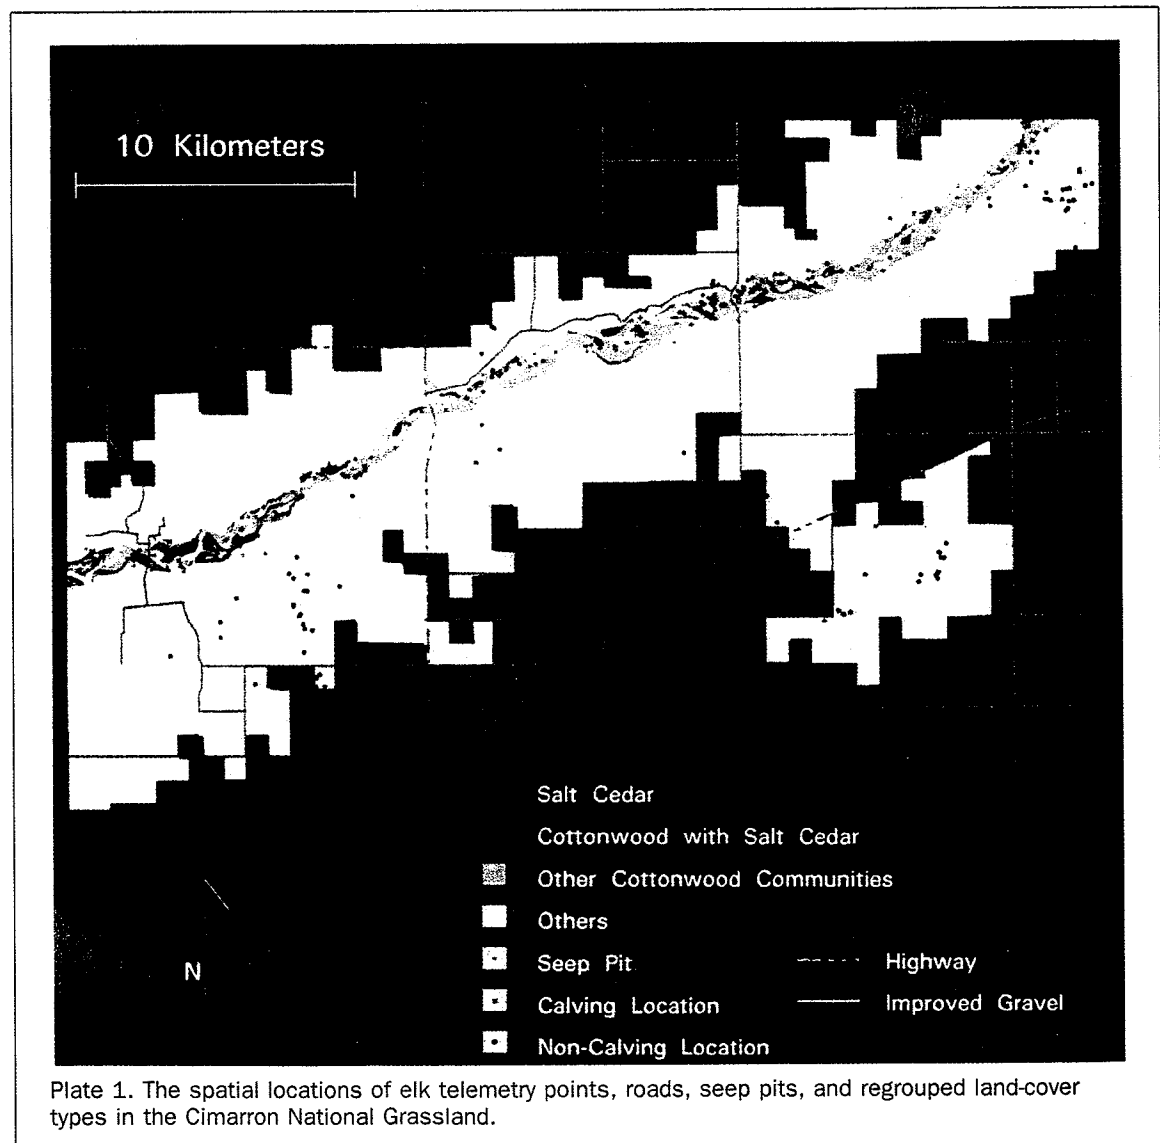 10 Kilometers
Salt Cedar
Cottonwood with Salt Cedar
Other Cottonwood Communities
Others
Seep Pit
Highway
Calving Location
Improved Gravel
Non-Calving Location
N
Plate 1. The spatial locations of elk telemetry points, roads, seep pits, and regrouped land-cover
types in the Cimarron National Grassland.